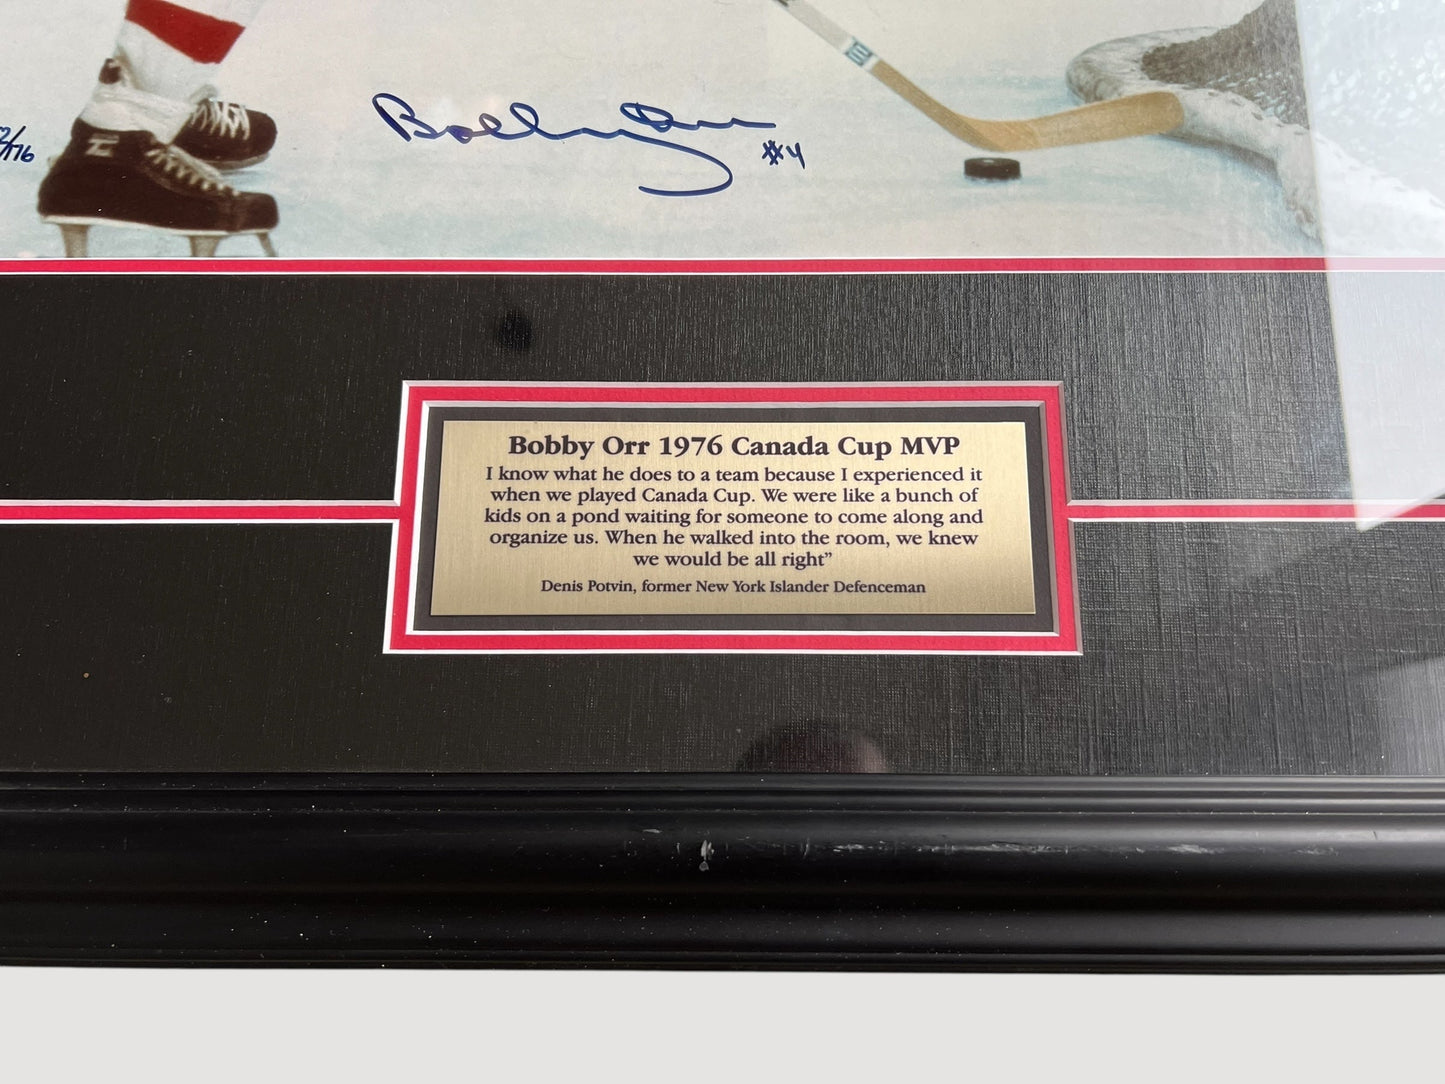 /176
Bobby Orr
#4
Bobby Orr 1976 Canada Cup MVP
I know what he does to a team because I experienced it
when we played Canada Cup. We were like a bunch of
kids on a pond waiting for someone to come along and
organize us. When he walked into the room, we knew
we would be all right”
Denis Potvin, former New York Islander Defenceman